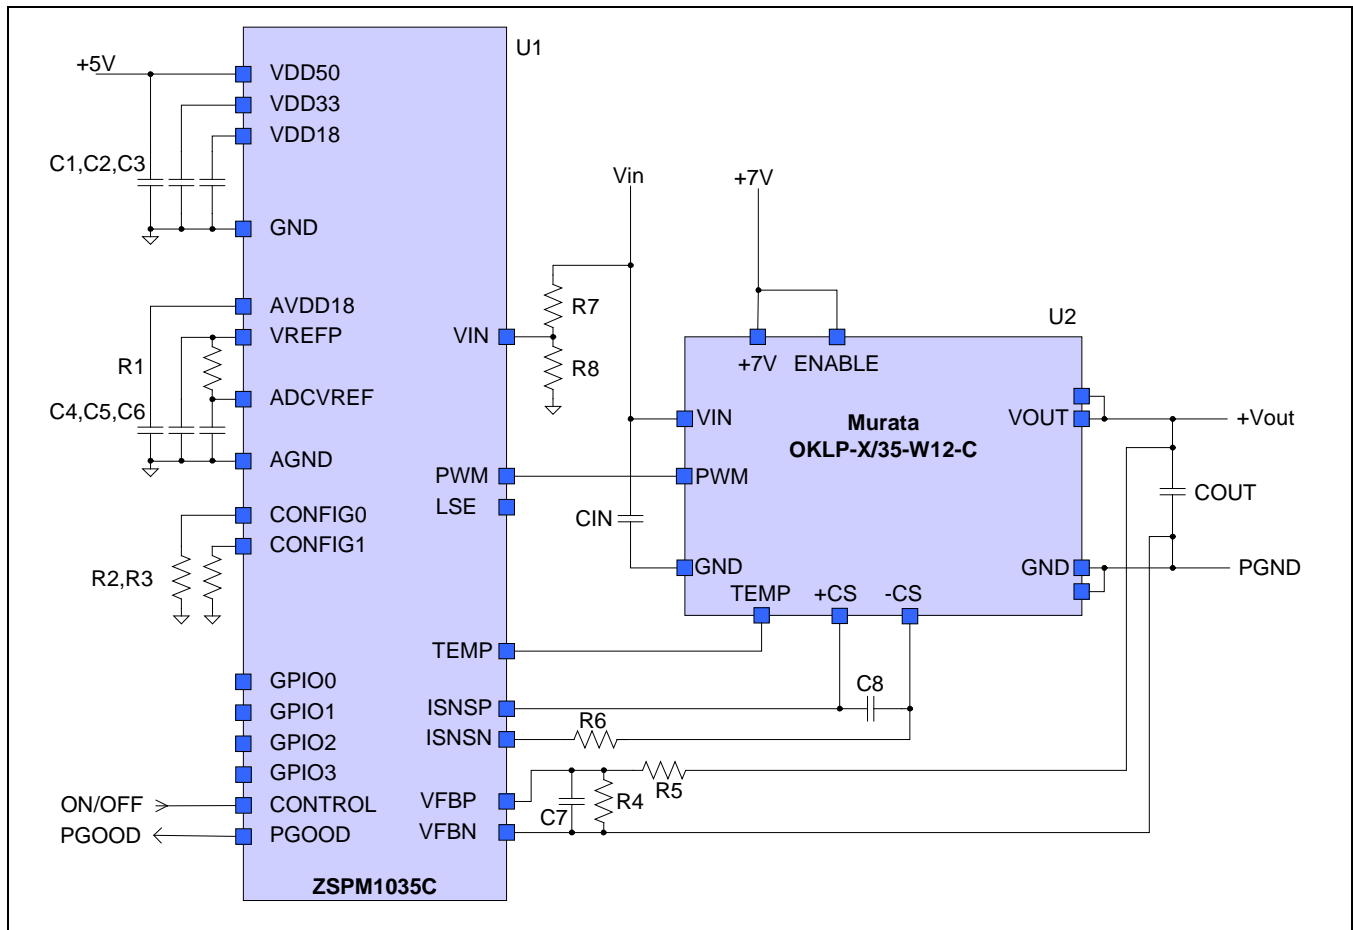 U1
+5V
VDD50
VDD33
VDD18
C1,C2,C3
GND
AVDD18
VREFP
R1
ADCVREF
C4,C5,C6
AGND
CONFIG0
CONFIG1
R2,R3
GPIO0
GPIO1
GPIO2
GPIO3
ON/OFF
CONTROL
PGOOD
PGOOD
VIN
PWM
LSE
TEMP
ISNSP
ISNSN
VFBP
VFBN
ZSPM1035C
Vin
+7V
R7
R8
CIN
U2
+7V
ENABLE
VIN
Murata
OKLP-X/35-W12-C
VOUT
+Vout
PWM
COUT
GND
GND
PGND
TEMP
+CS
-CS
C8
R6
R5
C7
R4